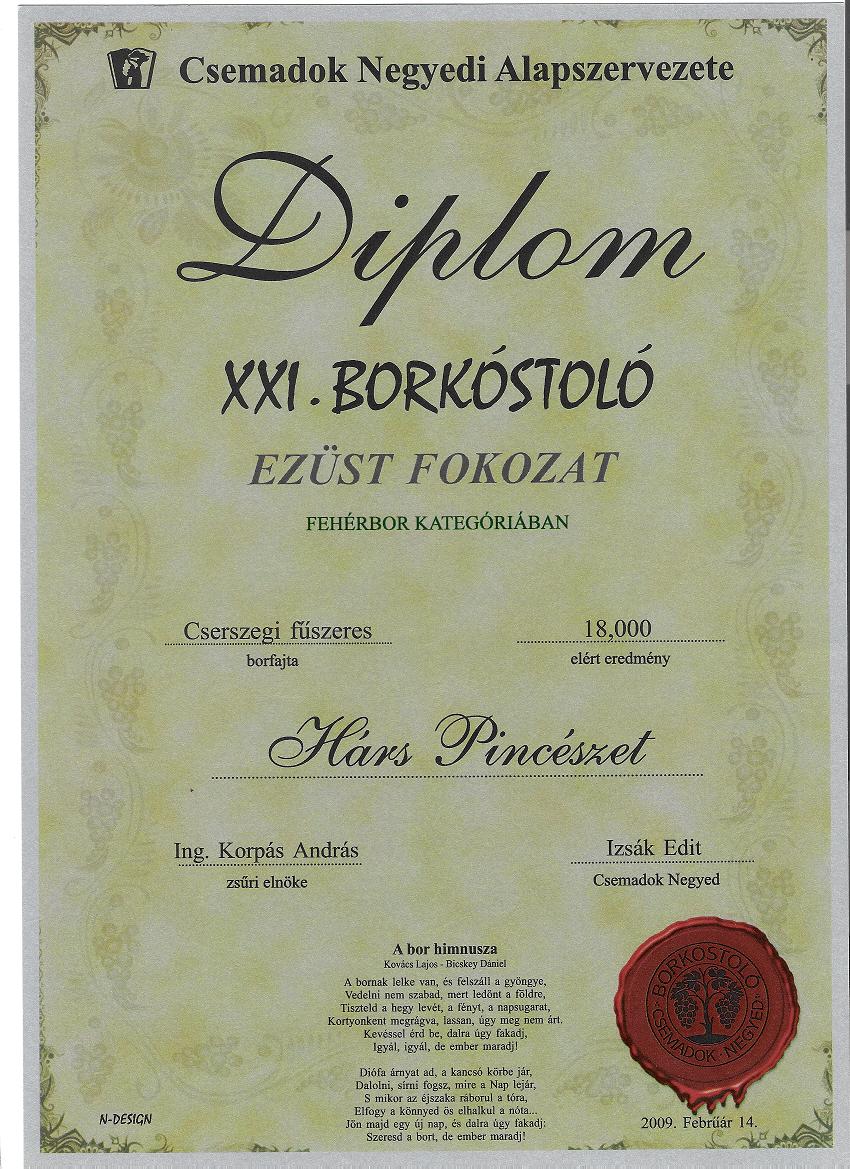 Csemadok Negyedi Alapszervezete
Diplom
XXI. BORKÓSTOLÓ
EZÜST FOKOZAT
FEHÉRBOR KATEGÓRIÁBAN
Cserszegi fűszeres
borfajta
18,000
elért eredmény
Hárs Pincészet
Ing. Korpás András
zsűri elnöke
Izsák Edit
Csemadok Negyed
A bor himnusza
Kovács Lajos - Bicskey Dániel
A bornak lelke van, és felszáll a gyöngye,
Vedelni nem szabad, mert ledönt a földre,
Tiszteld a hegy levét, a fényt, a napsugarat,
Kortyonkent megrágva, lassan, úgy meg nem árt.
Kevéssel érd be, dalra úgy fakadj,
Igyál, igyál, de ember maradj!
Diófa árnyat ad, a kancsó körbe jár,
Dalolni, sírni fogsz, mire a Nap lejár,
S mikor az éjszaka ráborul a tóra,
Elfogy a könnyed ös elhalkul a nóta...
Jön majd egy új nap, és dalra úgy fakadj;
Szeresd a bort, de ember maradj!
BORKOSTOLÓ
CSEMADOK · NEGYED
N-DESIGN
2009. Febrűár 14.